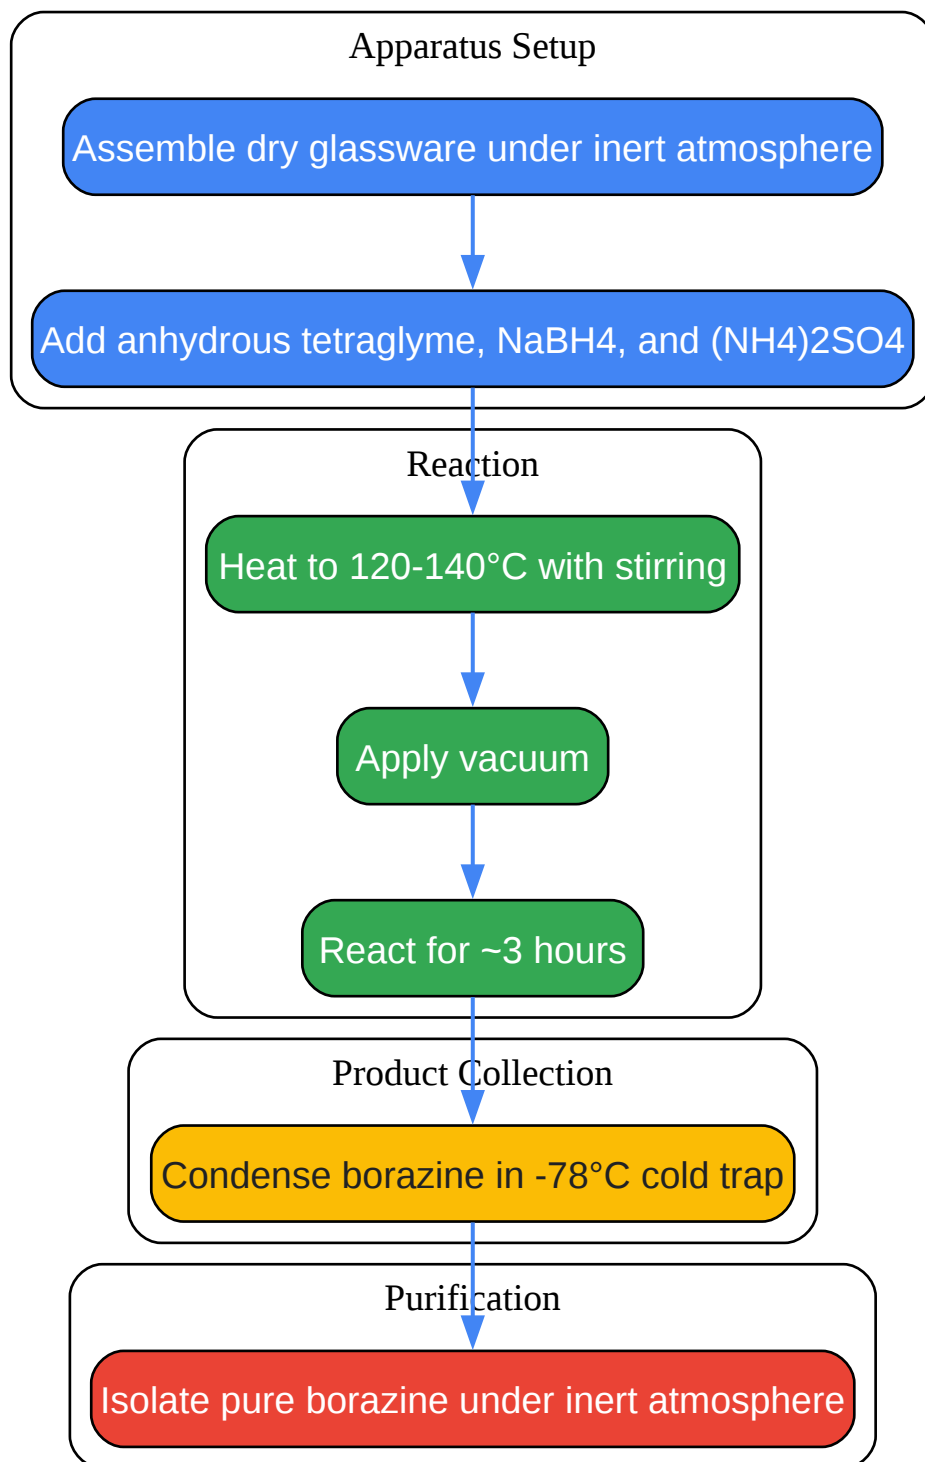 Apparatus Setup
Assemble dry glassware under inert atmosphere
Add anhydrous tetraglyme, NaBH4, and (NH4)2SO4
Reaction
Heat to 120-140°C with stirring
Apply vacuum
React for ~3 hours
Product Collection
Condense borazine in -78°C cold trap
Purification
Isolate pure borazine under inert atmosphere